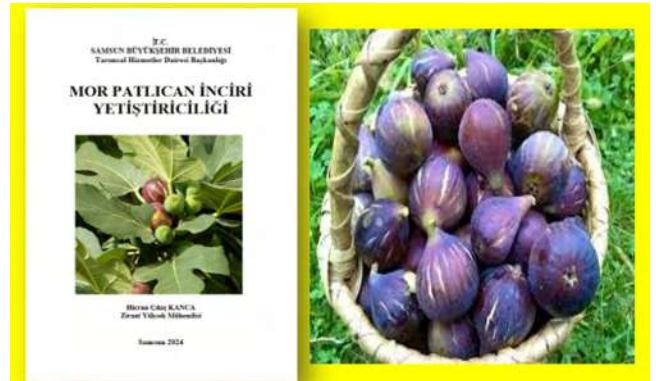 T.C.
SAMSUN BÜYÜKŞEHİR BELEDİYESİ
Tarımsal Hizmetler Dairesi Başkanlığı
MOR PATLICAN İNCİRİ
YETİŞTİRİCİLİĞİ
Hicran KANCA
Ziraat Yüksek Mühendisi
Samsun 2024